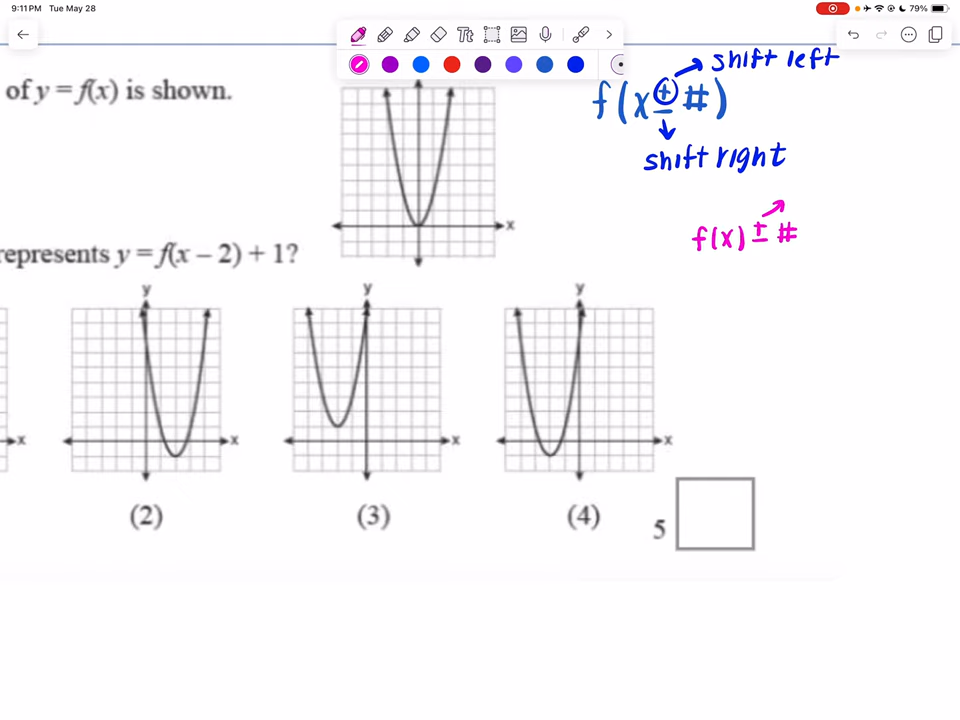 9:11 PM Tue May 28
79%
Tt
of y = f(x) is shown.
x
f(x ± #)
shift left
shift right
f(x) ± #
represents y = f(x – 2) + 1?
y
y
y
x
x
x
x
(2)
(3)
(4)
5